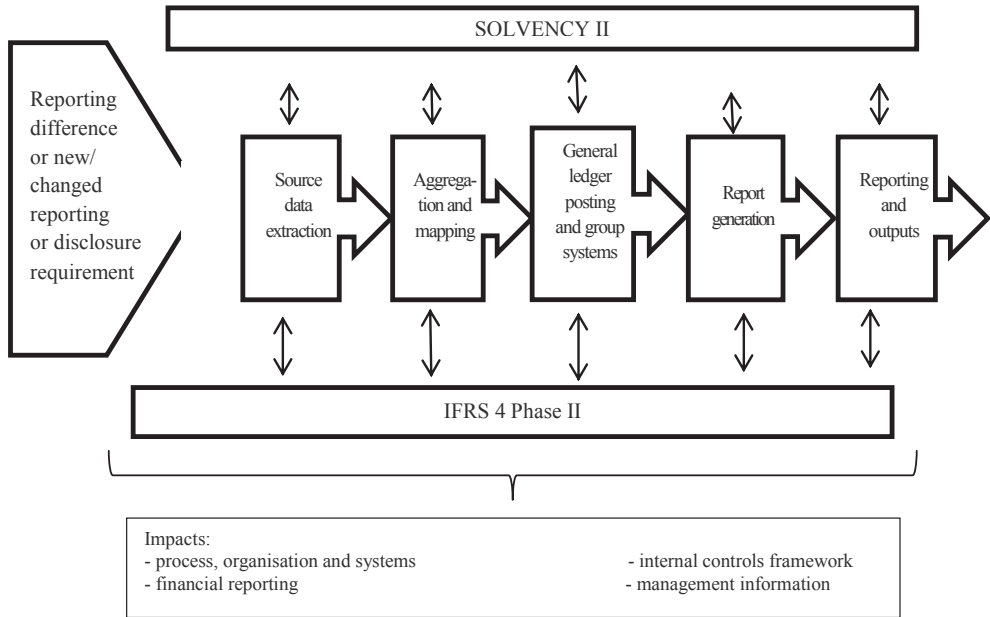 SOLVENCY II
Reporting
difference
or new/
changed
reporting
or disclosure
requirement
Source
data
extraction
Aggrega-
tion and
mapping
General
ledger
posting
and group
systems
Report
generation
Reporting
and
outputs
IFRS 4 Phase II
Impacts:
- process, organisation and systems
- financial reporting
- internal controls framework
- management information